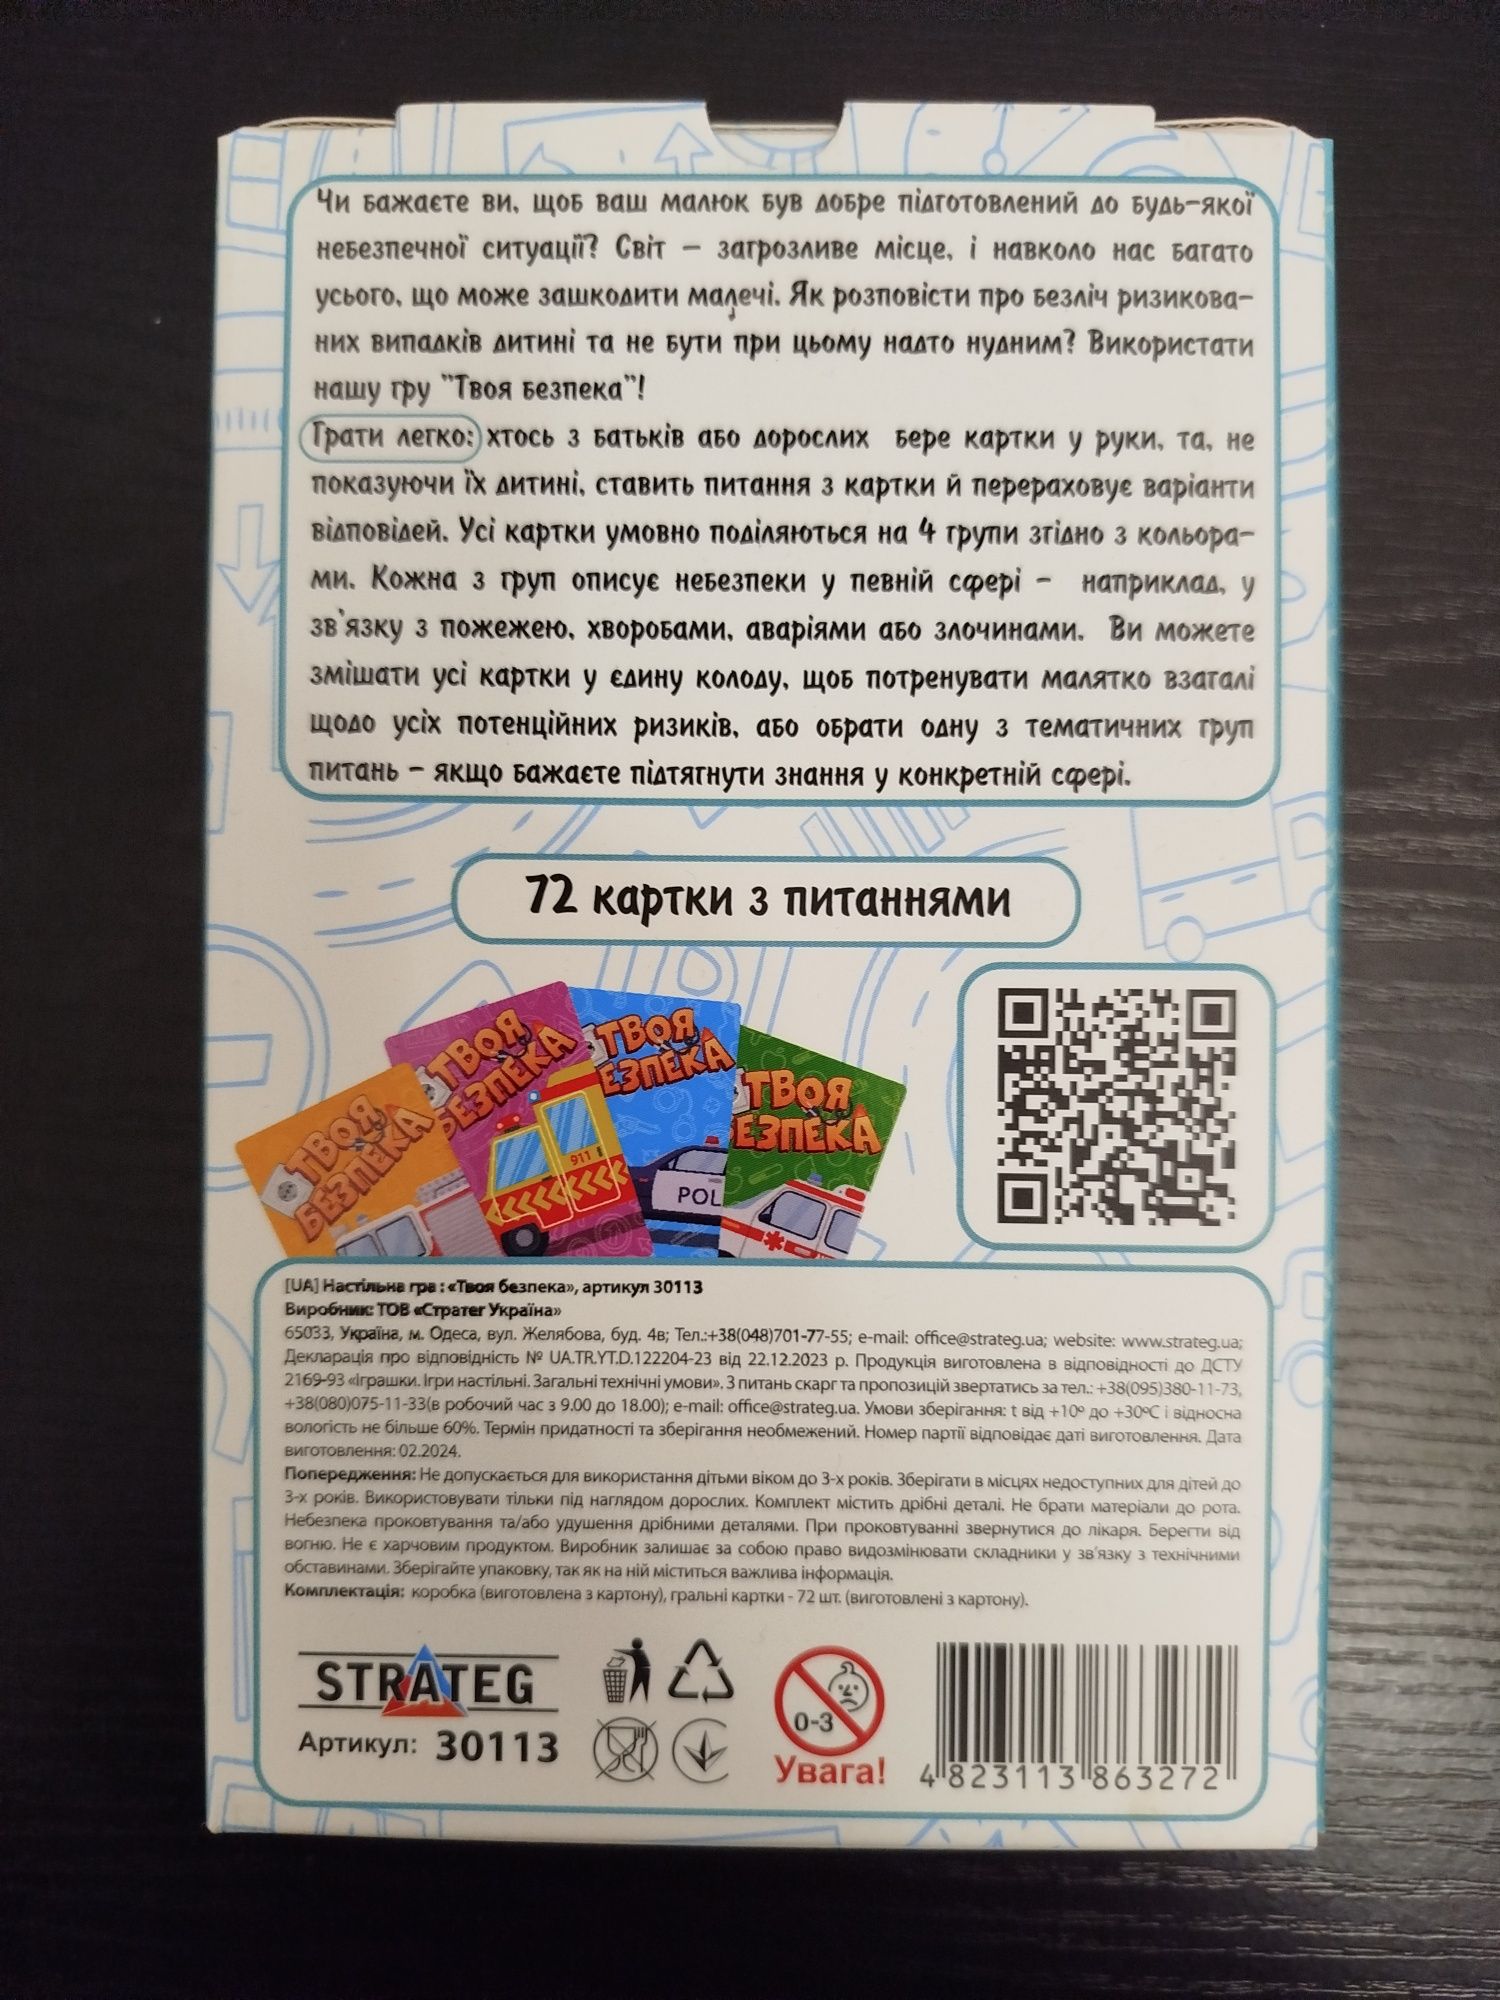 Чи бажаєте ви, щоб ваш малюк був добре підготовлений до будь-якої
небезпечної ситуації? Світ – загрозливе місце, і навколо нас багато
усього, що може зашкодити малечі. Як розповісти про безліч ризикова-
них випадків дитині та не бути при цьому надто нудним? Використати
нашу гру "Твоя безпека"!
Грати легко: хтось з батьків або дорослих бере картки у руки, та, не
показуючи їх дитині, ставить питання з картки й перераховує варіанти
відповідей. Усі картки умовно поділяються на 4 групи згідно з кольора-
ми. Кожна з груп описує небезпеки у певній сфері – наприклад, у
зв'язку з пожежею, хворобами, аваріями або злочинами. Ви можете
змішати усі картки у єдину колоду, щоб потренувати малятко взагалі
щодо усіх потенційних ризиків, або обрати одну з тематичних груп
питань – якщо бажаєте підтягнути знання у конкретній сфері.
72 картки з питаннями
ТВОЯ
БЕЗПЕКА
ТВОЯ
БЕЗПЕКА
911
ТВОЯ
ЕЗПЕКА
POL
ТВОЯ
ЕЗПЕКА
[UA] Настільна гра : «Твоя безпека», артикул 30113
Виробник: ТОВ «Стратег Україна»
65033, Україна, м. Одеса, вул. Желябова, буд. 4в; Тел.:+38(048)701-77-55; e-mail: office@strateg.ua; website: www.strateg.ua;
Декларація про відповідність № UA.TR.YT.D.122204-23 від 22.12.2023 р. Продукція виготовлена в відповідності до ДСТУ
2169-93 «Іграшки. Ігри настільні. Загальні технічні умови». З питань скарг та пропозицій звертатись за тел.: +38(095)380-11-73,
+38(080)075-11-33(в робочий час з 9.00 до 18.00); e-mail: office@strateg.ua. Умови зберігання: t від +10º до +30ºС і відносна
вологість не більше 60%. Термін придатності та зберігання необмежений. Номер партії відповідає даті виготовлення. Дата
виготовлення: 02.2024.
Попередження: Не допускається для використання дітьми віком до 3-х років. Зберігати в місцях недоступних для дітей до
3-х років. Використовувати тільки під наглядом дорослих. Комплект містить дрібні деталі. Не брати матеріали до рота.
Небезпека проковтування та/або удушення дрібними деталями. При проковтуванні звернутися до лікаря. Берегти від
вогню. Не є харчовим продуктом. Виробник залишає за собою право видозмінювати складники у зв'язку з технічними
обставинами. Зберігайте упаковку, так як на ній міститься важлива інформація.
Комплектація: коробка (виготовлена з картону), гральні картки - 72 шт. (виготовлені з картону).
STRATEG
Артикул: 30113
0-3
Увага!
4 823113 863272